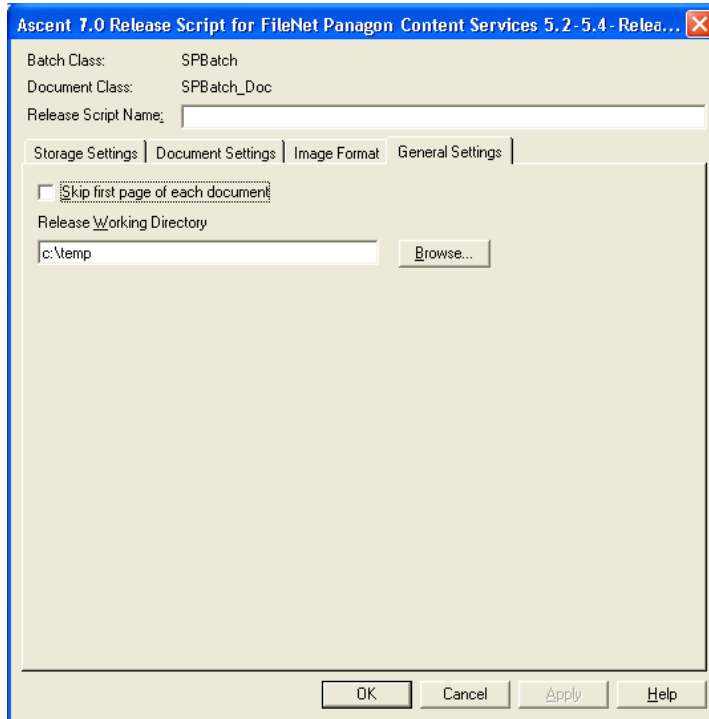 Ascent 7.0 Release Script for FileNet Panagon Content Services 5.2-5.4-Relea...
Batch Class: SPBatch
Document Class: SPBatch_Doc
Release Script Name:
Storage Settings Document Settings Image Format General Settings
Skip first page of each document
Release Working Directory
c:\temp Browse...
OK Cancel Apply Help